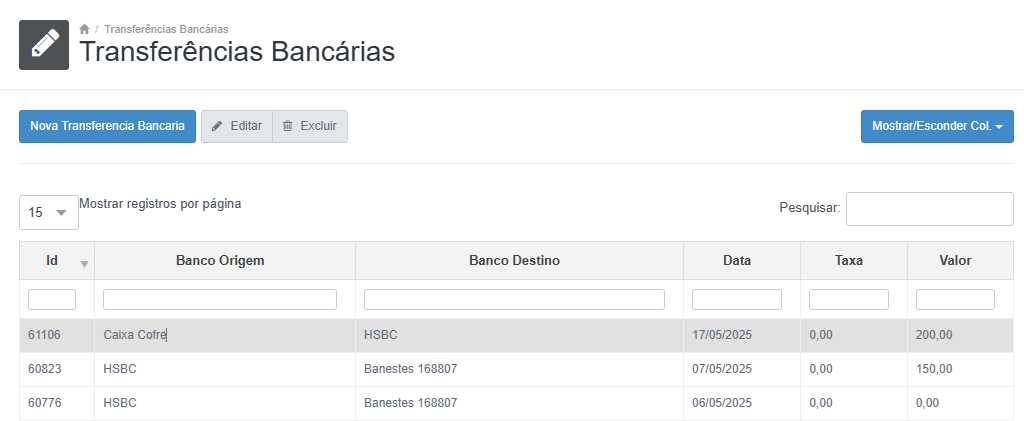 / Transferências Bancárias
Transferências Bancárias
Nova Transferencia Bancaria Editar Excluir Mostrar/Esconder Col.
15 Mostrar registros por página Pesquisar:
Id Banco Origem Banco Destino Data Taxa Valor
61106 Caixa Cofre HSBC 17/05/2025 0,00 200,00
60823 HSBC Banestes 168807 07/05/2025 0,00 150,00
60776 HSBC Banestes 168807 06/05/2025 0,00 0,00